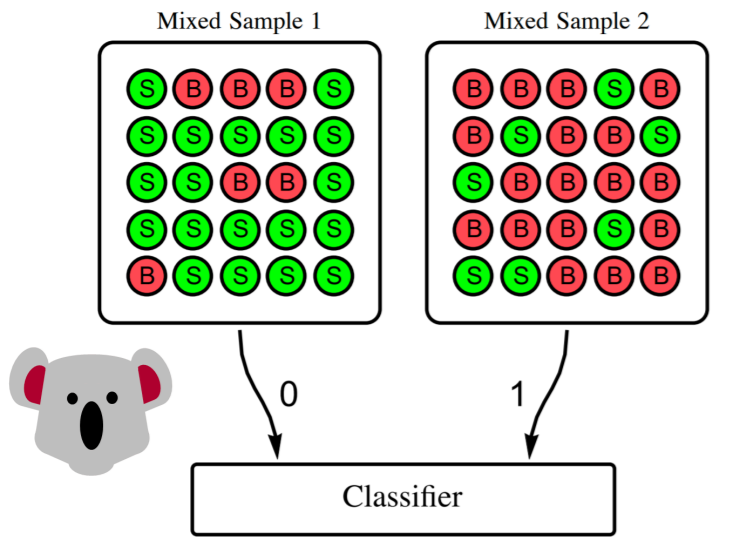 Mixed Sample 1 Mixed Sample 2
S B B B S B B B S B
S S S S S B S B B S
S S B B S S B B B B
S S S S S B B B S B
B S S S S S S B B B
0 1
Classifier